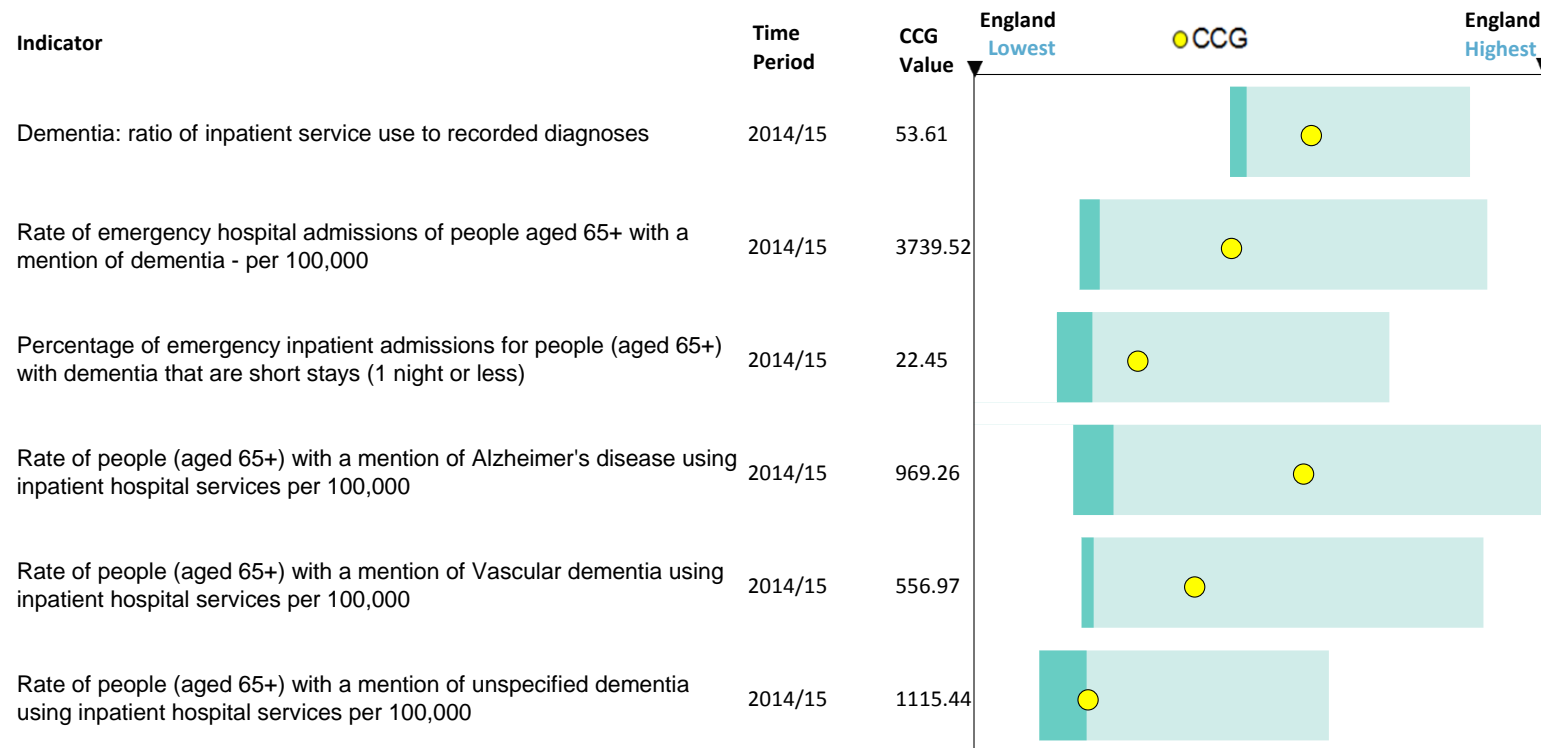 Indicator
Time
Period
CCG
Value
England
Lowest
CCG
England
Highest
Dementia: ratio of inpatient service use to recorded diagnoses
2014/15
53.61
Rate of emergency hospital admissions of people aged 65+ with a
mention of dementia - per 100,000
2014/15
3739.52
Percentage of emergency inpatient admissions for people (aged 65+)
with dementia that are short stays (1 night or less)
2014/15
22.45
Rate of people (aged 65+) with a mention of Alzheimer's disease using
inpatient hospital services per 100,000
2014/15
969.26
Rate of people (aged 65+) with a mention of Vascular dementia using
inpatient hospital services per 100,000
2014/15
556.97
Rate of people (aged 65+) with a mention of unspecified dementia
using inpatient hospital services per 100,000
2014/15
1115.44